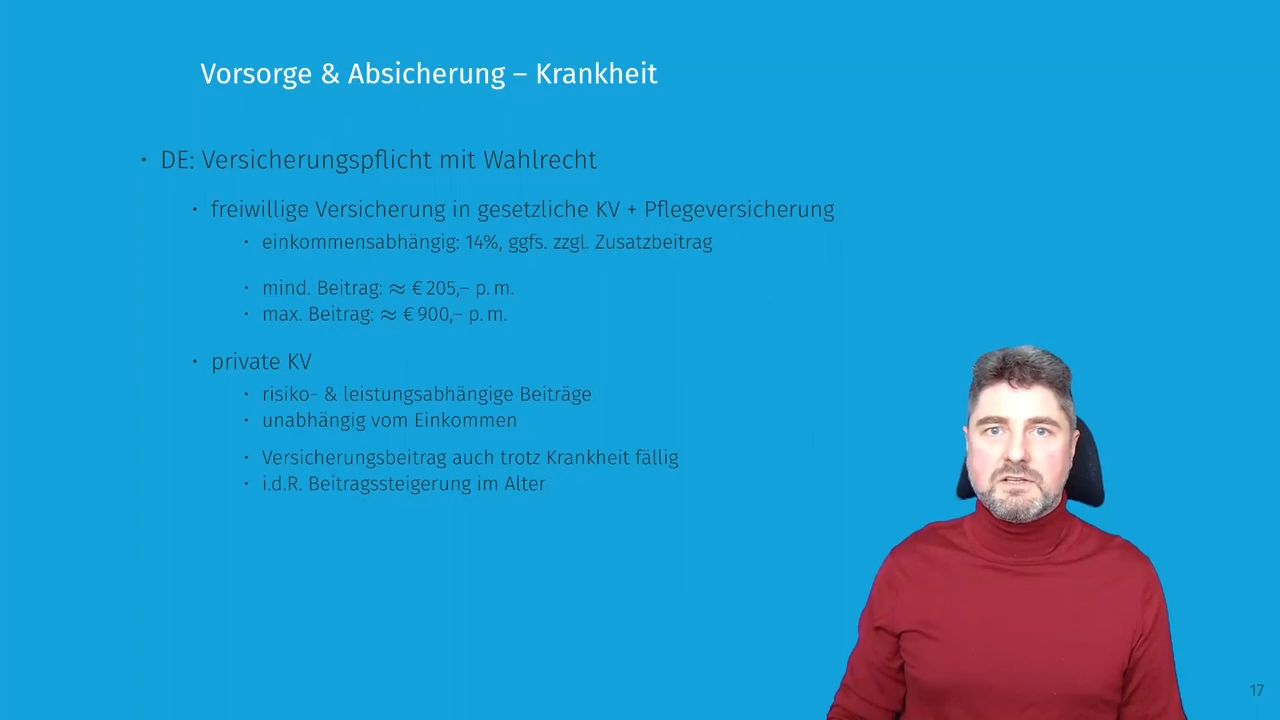 Vorsorge & Absicherung – Krankheit
• DE: Versicherungspflicht mit Wahlrecht
• freiwillige Versicherung in gesetzliche KV + Pflegeversicherung
• einkommensabhängig: 14%, ggfs. zzgl. Zusatzbeitrag
• mind. Beitrag: ≈ € 205,– p. m.
• max. Beitrag: ≈ € 900,– p. m.
• private KV
• risiko- & leistungsabhängige Beiträge
• unabhängig vom Einkommen
• Versicherungsbeitrag auch trotz Krankheit fällig
• i.d.R. Beitragssteigerung im Alter
17